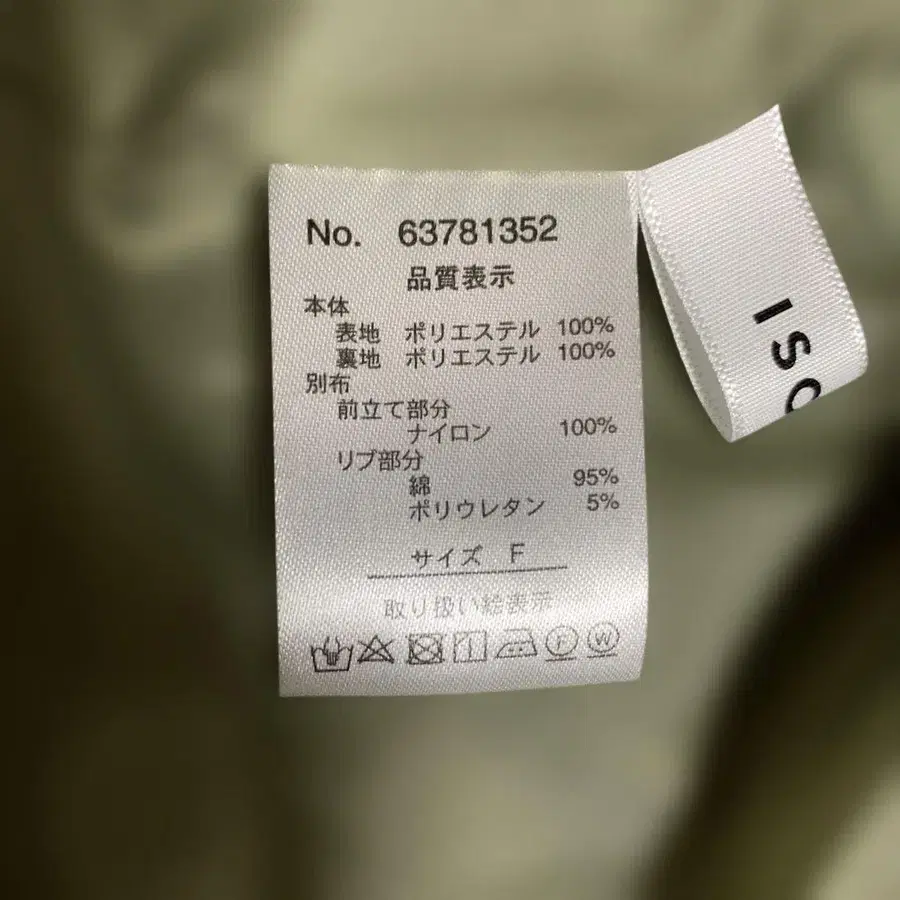 No. 63781352
品質表示
本体
表地 ポリエステル 100%
裏地 ポリエステル 100%
別布
前立て部分
ナイロン 100%
リブ部分
綿 95%
ポリウレタン 5%
サイズ F
取り扱い絵表示
F W
IS